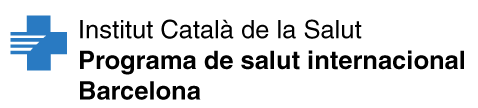 Institut Català de la Salut
Programa de salut internacional
Barcelona